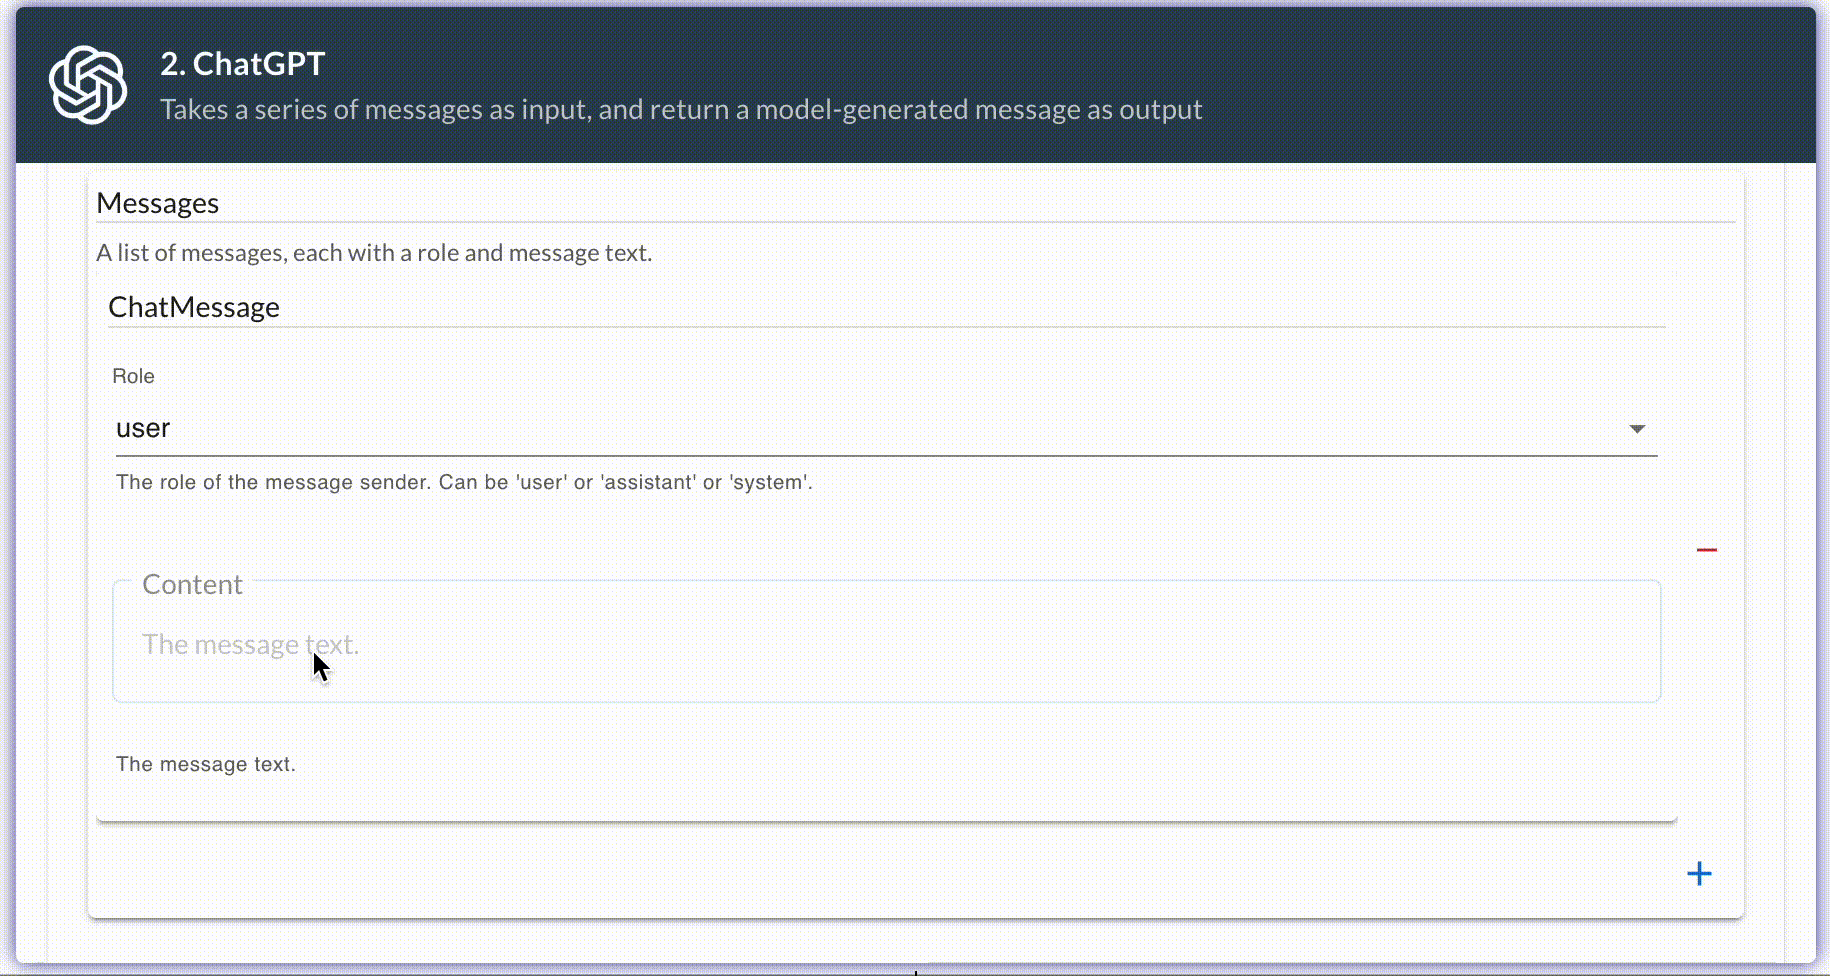 2. ChatGPT
Takes a series of messages as input, and return a model-generated message as output
Messages
A list of messages, each with a role and message text.
ChatMessage
Role
user
The role of the message sender. Can be 'user' or 'assistant' or 'system'.
Content
The message text.
The message text.